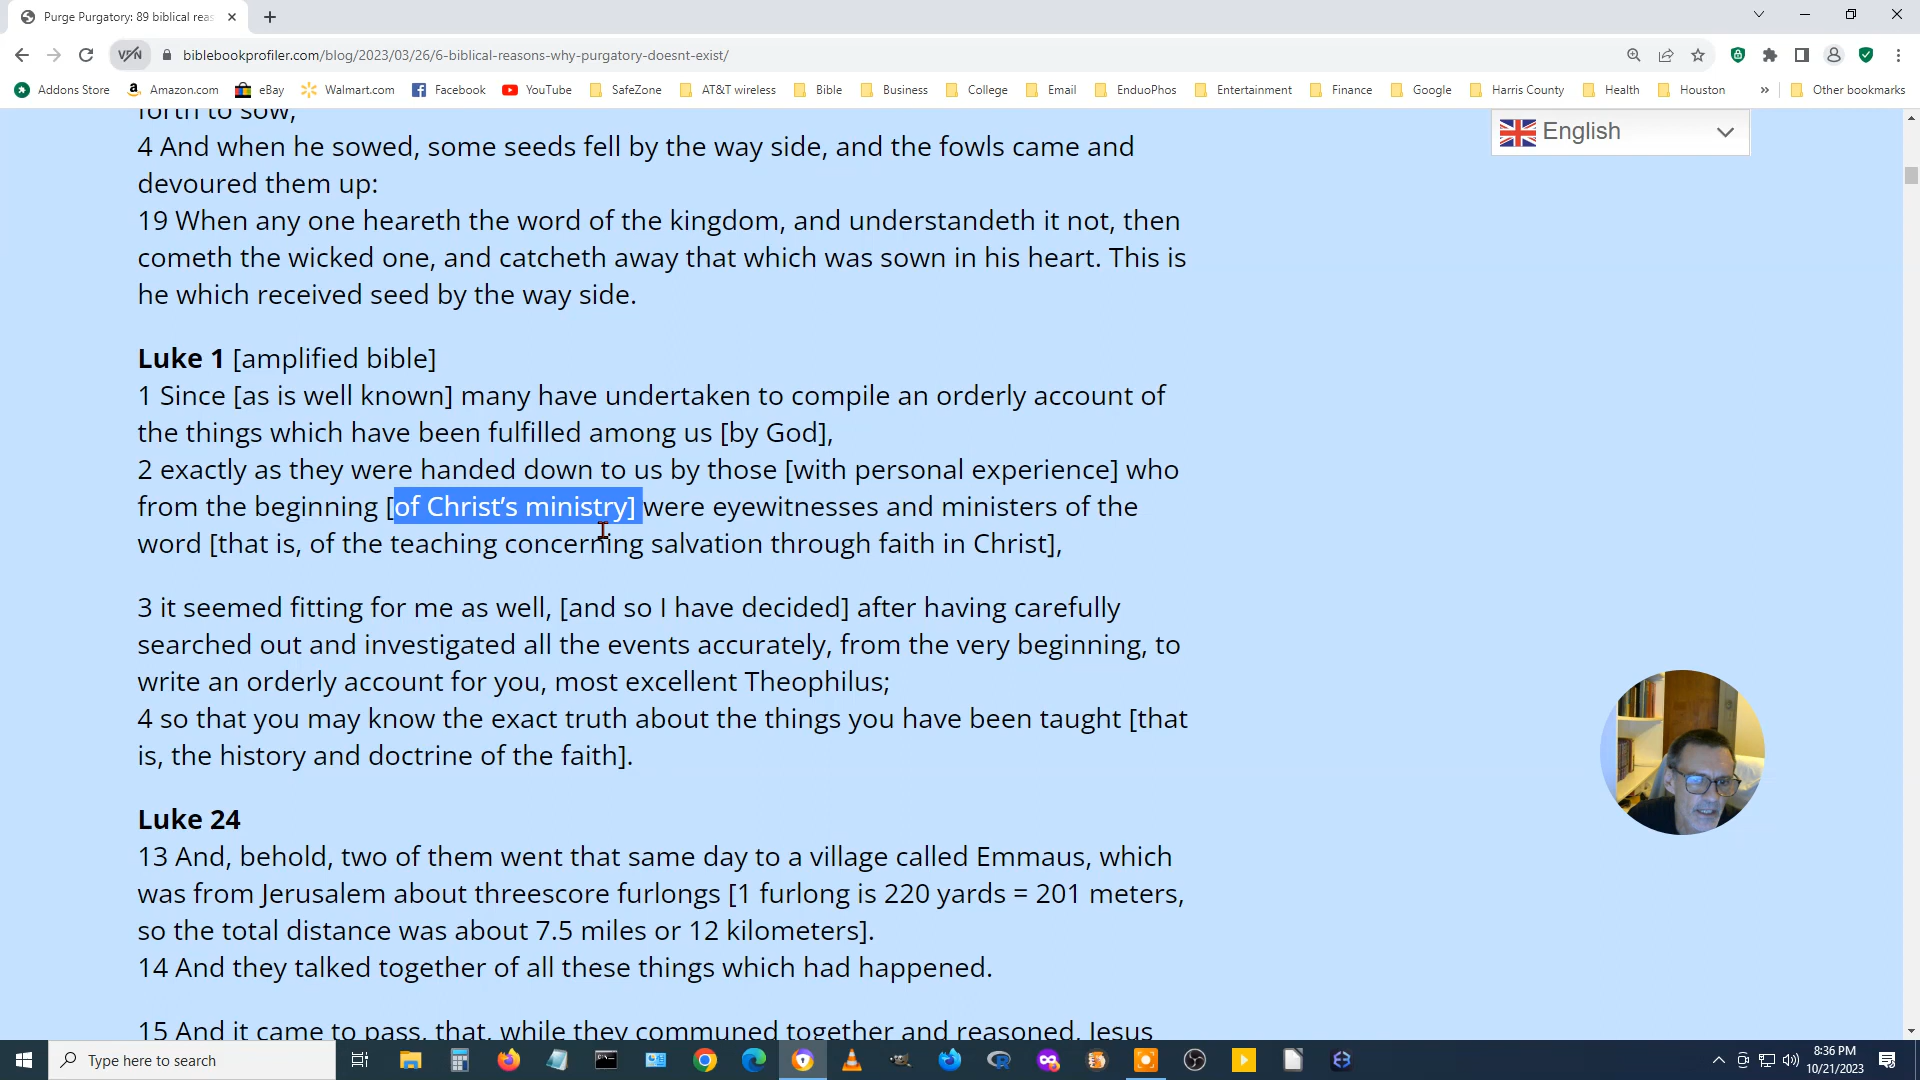 Purge Purgatory: 89 biblical reas
VPN
biblebookprofiler.com/blog/2023/03/26/6-biblical-reasons-why-purgatory-doesnt-exist/
Addons Store Amazon.com eBay Walmart.com Facebook YouTube SafeZone AT&T wireless Bible Business College Email EnduoPhos Entertainment Finance Google Harris County Health Houston » Other bookmarks
English
forth to sow,
4 And when he sowed, some seeds fell by the way side, and the fowls came and
devoured them up:
19 When any one heareth the word of the kingdom, and understandeth it not, then
cometh the wicked one, and catcheth away that which was sown in his heart. This is
he which received seed by the way side.
Luke 1 [amplified bible]
1 Since [as is well known] many have undertaken to compile an orderly account of
the things which have been fulfilled among us [by God],
2 exactly as they were handed down to us by those [with personal experience] who
from the beginning [of Christ’s ministry] were eyewitnesses and ministers of the
word [that is, of the teaching concerning salvation through faith in Christ],
3 it seemed fitting for me as well, [and so I have decided] after having carefully
searched out and investigated all the events accurately, from the very beginning, to
write an orderly account for you, most excellent Theophilus;
4 so that you may know the exact truth about the things you have been taught [that
is, the history and doctrine of the faith].
Luke 24
13 And, behold, two of them went that same day to a village called Emmaus, which
was from Jerusalem about threescore furlongs [1 furlong is 220 yards = 201 meters,
so the total distance was about 7.5 miles or 12 kilometers].
14 And they talked together of all these things which had happened.
15 And it came to pass, that, while they communed together and reasoned, Jesus
Type here to search
8:36 PM
10/21/2023